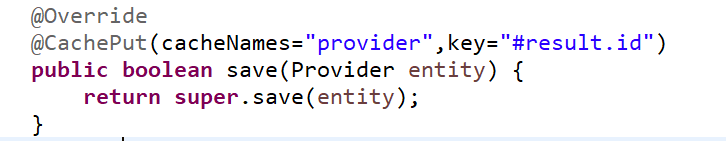 @Override
@CachePut(cacheNames="provider",key="#result.id")
public boolean save(Provider entity) {
    return super.save(entity);
}